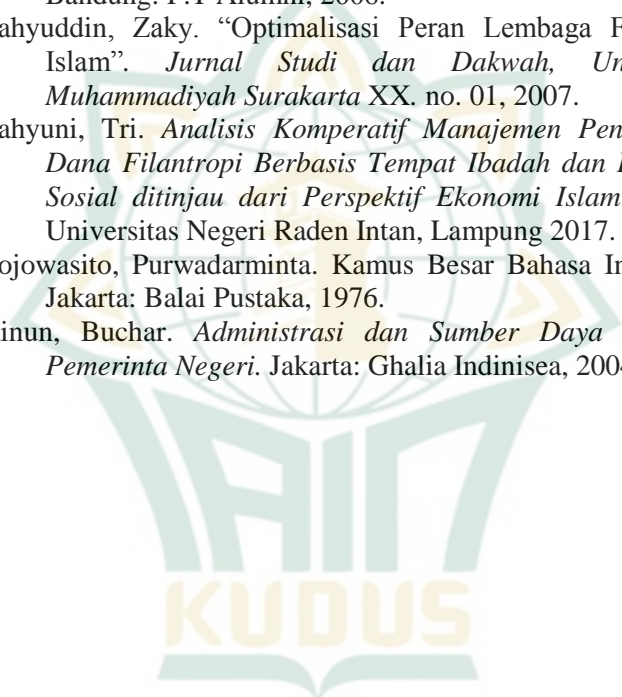 Bandung: P.T Alumni, 2008.
ahyuddin, Zaky. “Optimalisasi Peran Lembaga F
Islam”. Jurnal Studi dan Dakwah, Un
Muhammadiyah Surakarta XX. no. 01, 2007.
ahyuni, Tri. Analisis Komperatif Manajemen Pen
Dana Filantropi Berbasis Tempat Ibadah dan
Sosial ditinjau dari Perspektif Ekonomi Islam
Universitas Negeri Raden Intan, Lampung 2017.
ojowasito, Purwadarminta. Kamus Besar Bahasa In
Jakarta: Balai Pustaka, 1976.
inun, Buchar. Administrasi dan Sumber Daya
Pemerinta Negeri. Jakarta: Ghalia Indinisea, 2004
IAIN
KUDUS